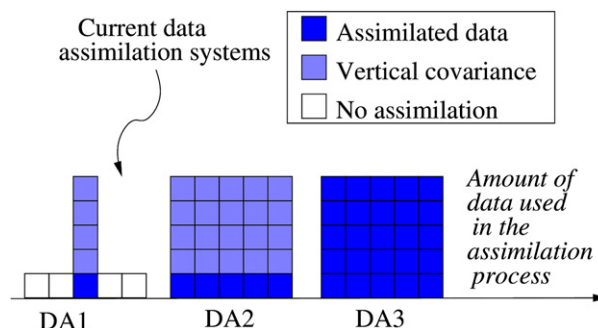 Current data
assimilation systems
Assimilated data
Vertical covariance
No assimilation
Amount of
data used
in the
assimilation
process
DA1
DA2
DA3